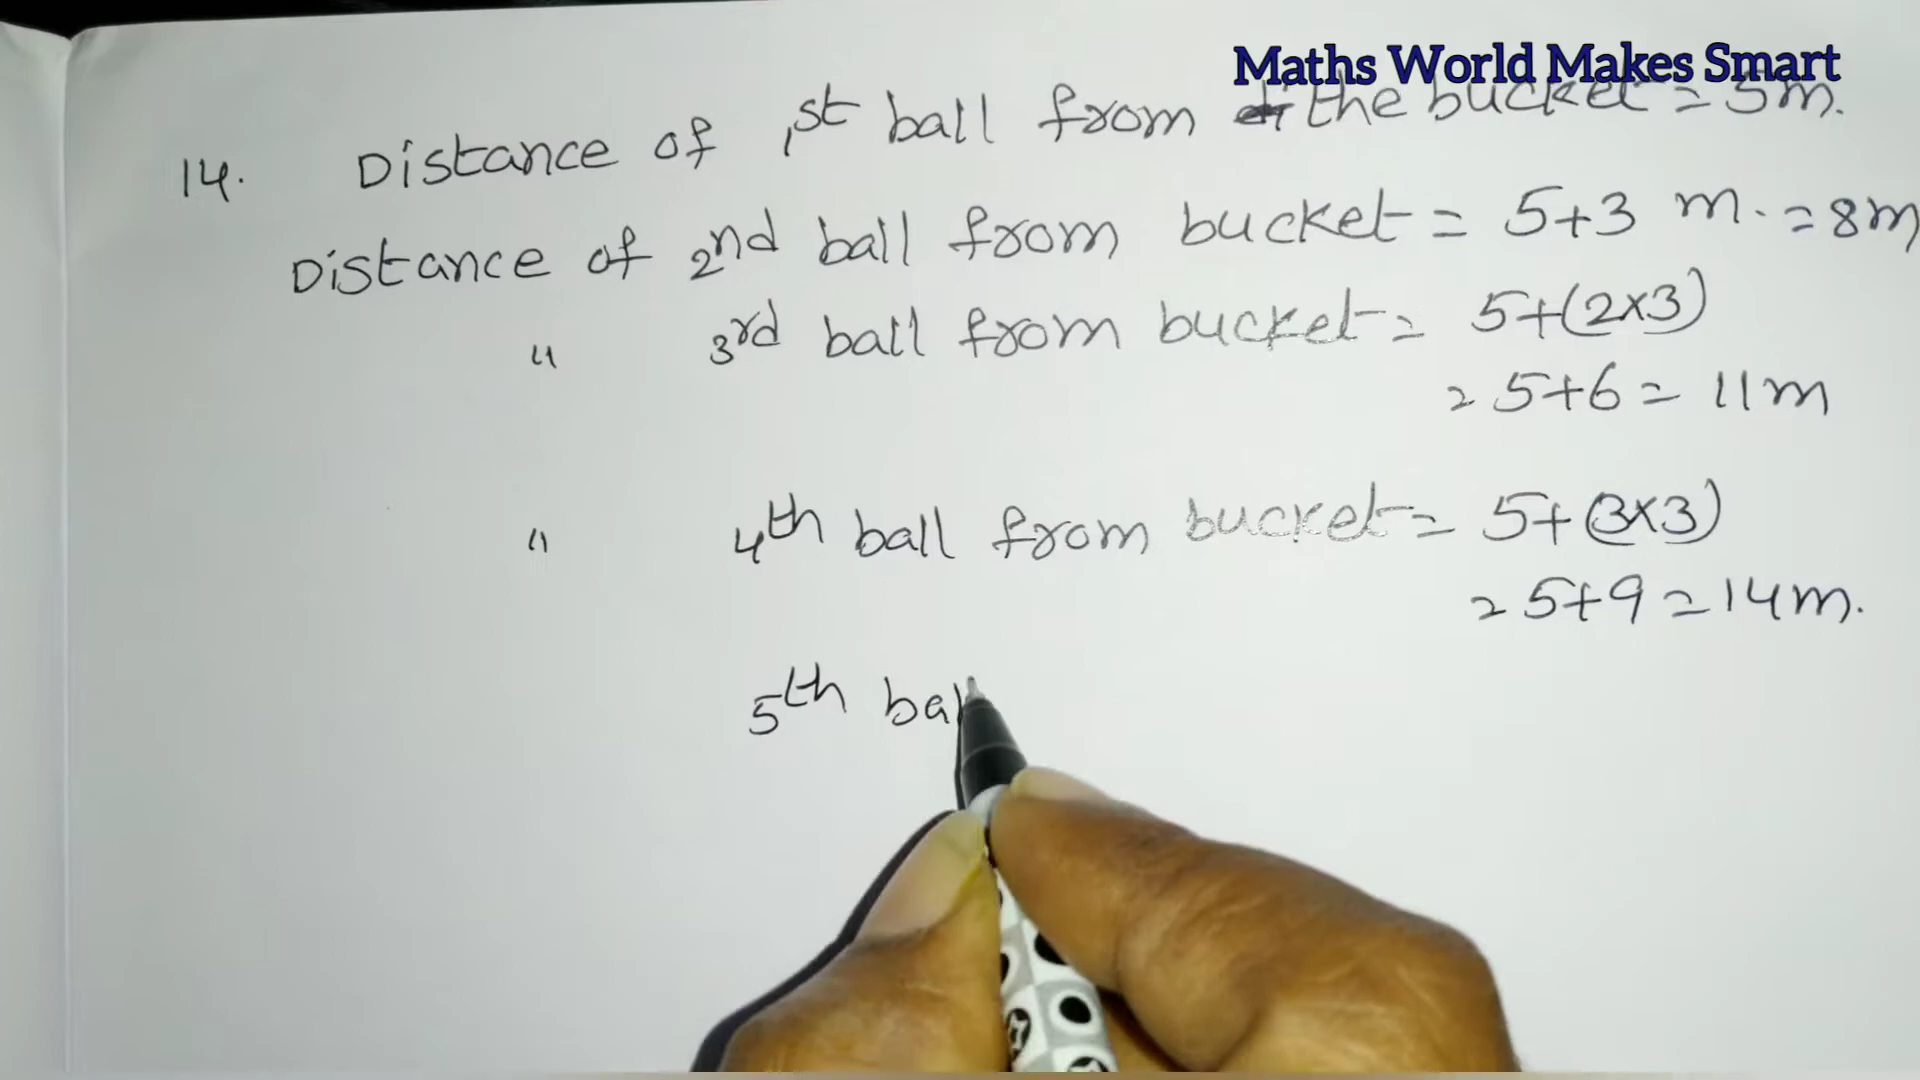 Maths World Makes Smart
14. Distance of 1st ball from the bucket = 5m.
Distance of 2nd ball from bucket = 5+3 m. = 8m
" 3rd ball from bucket = 5+(2x3)
= 5+6 = 11m
" 4th ball from bucket = 5+(3x3)
= 5+9 = 14m.
5th bal